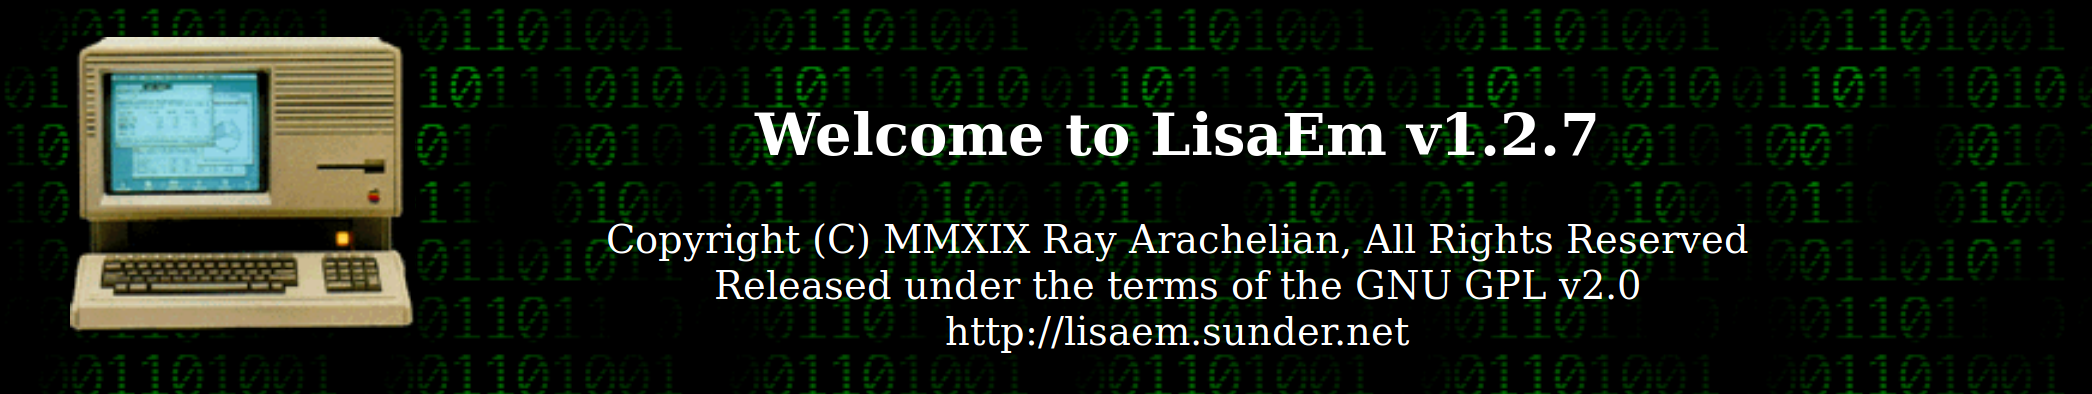 Welcome to LisaEm v1.2.7
Copyright (C) MMXIX Ray Arachelian, All Rights Reserved
Released under the terms of the GNU GPL v2.0
http://lisaem.sunder.net